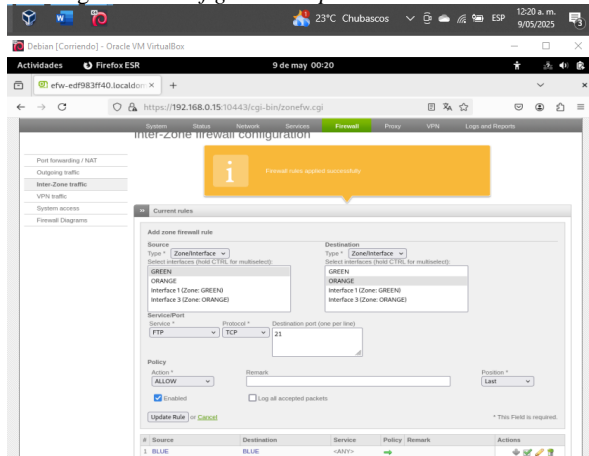 23°C Chubascos ESP 12:20 a. m.
9/05/2025
Debian [Corriendo] - Oracle VM VirtualBox
Actividades Firefox ESR 9 de may 00:20
efw-edf983ff40.localdon
https://192.168.0.15:10443/cgi-bin/zonefw.cgi
System Status Network Services Firewall Proxy VPN Logs and Reports
Inter-Zone firewall configuration
Port forwarding / NAT
Outgoing traffic
Inter-Zone traffic
VPN traffic
System access
Firewall Diagrams
Firewall rules applied successfully
Current rules
Add zone firewall rule
Source Destination
Type * Zone/Interface Type * Zone/Interface
Select interfaces (hold CTRL for multiselect): Select interfaces (hold CTRL for multiselect):
GREEN GREEN
ORANGE ORANGE
Interface 1 (Zone: GREEN) Interface 1 (Zone: GREEN)
Interface 3 (Zone: ORANGE) Interface 3 (Zone: ORANGE)
Service/Port
Service * Protocol * Destination port (one per line)
FTP TCP 21
Policy
Action * Remark Position *
ALLOW Last
Enabled Log all accepted packets
Update Rule or Cancel * This Field is required.
# Source Destination Service Policy Remark Actions
1 BLUE BLUE <ANY>